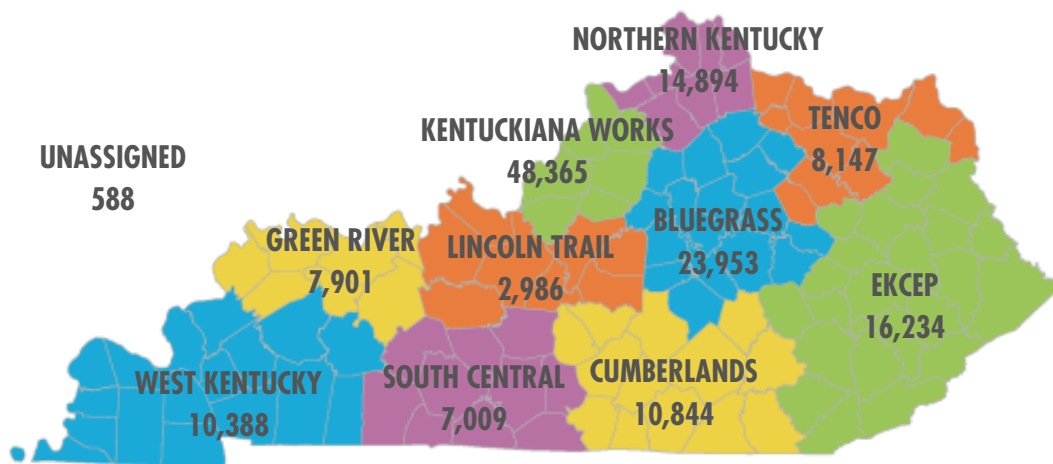 NORTHERN KENTUCKY
14,894
KENTUCKIANA WORKS
48,365
TENCO
8,147
UNASSIGNED
588
BLUEGRASS
23,953
GREEN RIVER
7,901
LINCOLN TRAIL
2,986
EKCEP
16,234
WEST KENTUCKY
10,388
SOUTH CENTRAL
7,009
CUMBERLANDS
10,844